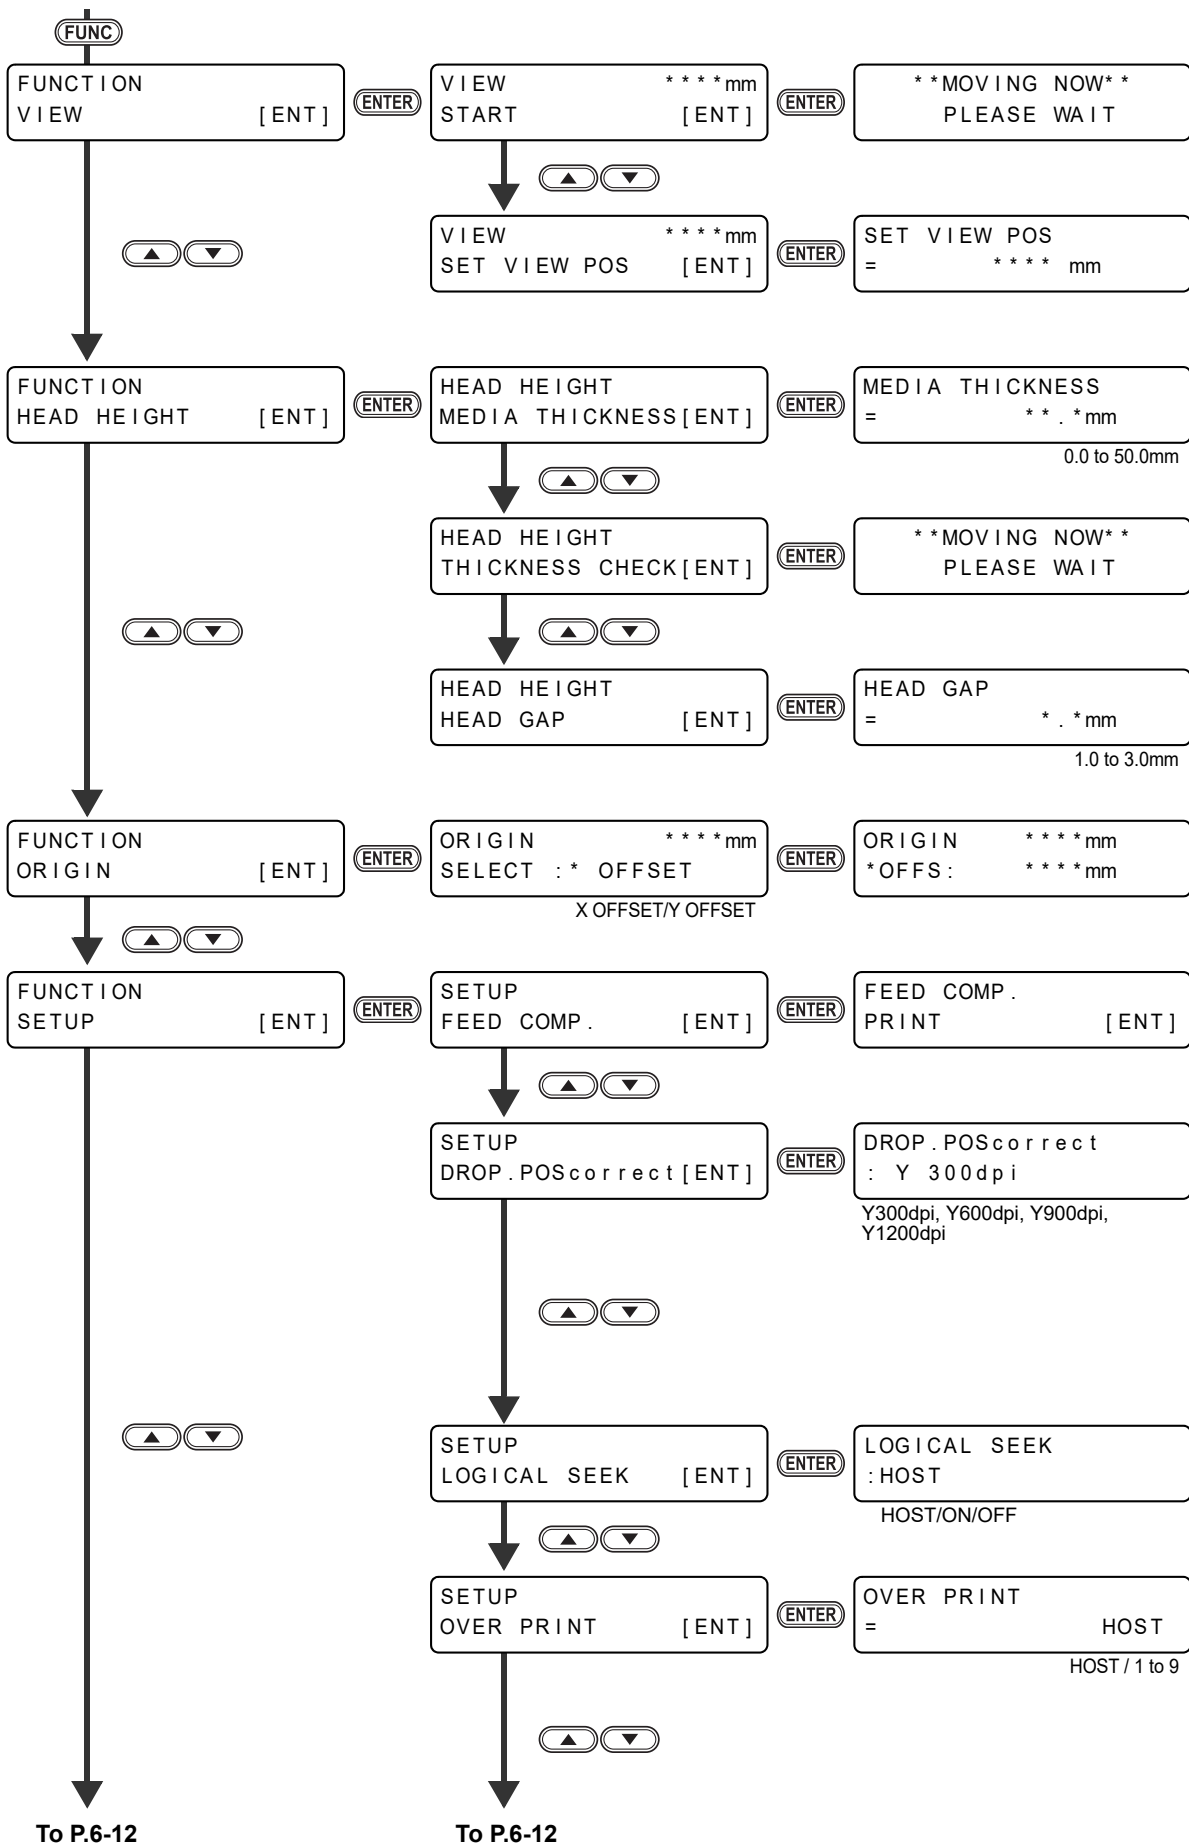 FUNC
FUNCTION
VIEW [ENT]
ENTER
VIEW ****mm
START [ENT]
ENTER
**MOVING NOW**
PLEASE WAIT
VIEW ****mm
SET VIEW POS [ENT]
ENTER
SET VIEW POS
= **** mm
FUNCTION
HEAD HEIGHT [ENT]
ENTER
HEAD HEIGHT
MEDIA THICKNESS[ENT]
ENTER
MEDIA THICKNESS
= **.*mm
0.0 to 50.0mm
HEAD HEIGHT
THICKNESS CHECK[ENT]
ENTER
**MOVING NOW**
PLEASE WAIT
HEAD HEIGHT
HEAD GAP [ENT]
ENTER
HEAD GAP
= *.*mm
1.0 to 3.0mm
FUNCTION
ORIGIN [ENT]
ENTER
ORIGIN ****mm
SELECT :* OFFSET
X OFFSET/Y OFFSET
ENTER
ORIGIN ****mm
*OFFS: ****mm
FUNCTION
SETUP [ENT]
ENTER
SETUP
FEED COMP. [ENT]
ENTER
FEED COMP.
PRINT [ENT]
SETUP
DROP.POScorrect[ENT]
ENTER
DROP.POScorrect
: Y 300dpi
Y300dpi, Y600dpi, Y900dpi,
Y1200dpi
SETUP
LOGICAL SEEK [ENT]
ENTER
LOGICAL SEEK
:HOST
HOST/ON/OFF
SETUP
OVER PRINT [ENT]
ENTER
OVER PRINT
= HOST
HOST / 1 to 9
To P.6-12
To P.6-12